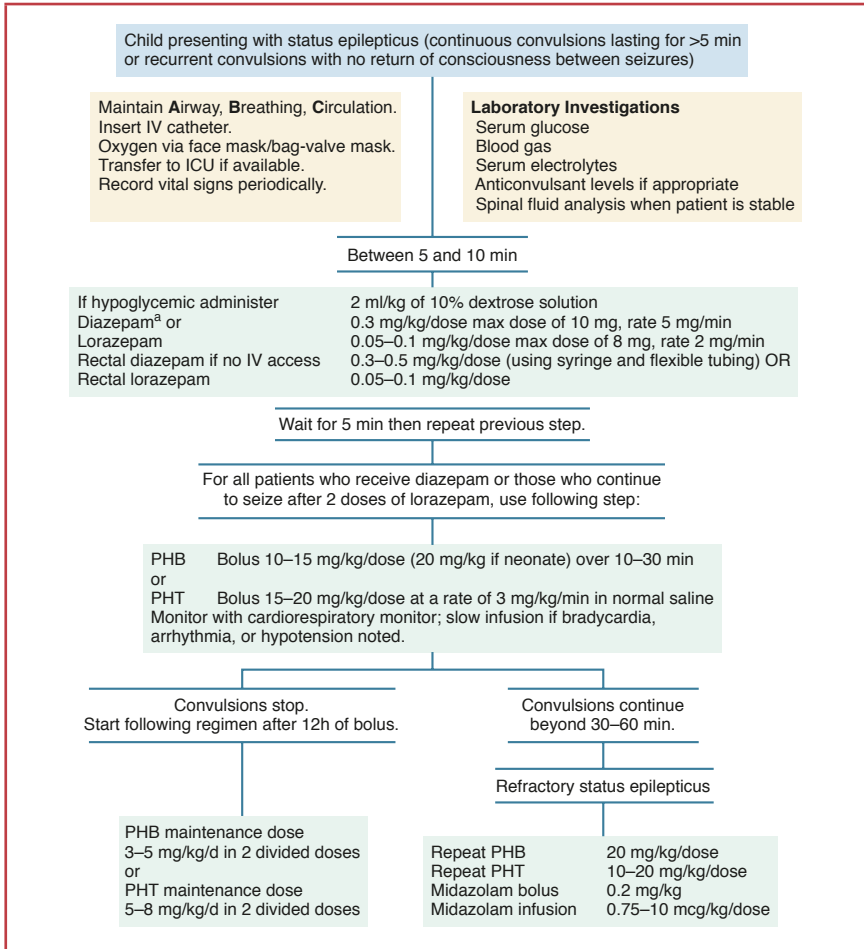 Child presenting with status epilepticus (continuous convulsions lasting for >5 min
or recurrent convulsions with no return of consciousness between seizures)
Maintain Airway, Breathing, Circulation.
Insert IV catheter.
Oxygen via face mask/bag-valve mask.
Transfer to ICU if available.
Record vital signs periodically.
Laboratory Investigations
Serum glucose
Blood gas
Serum electrolytes
Anticonvulsant levels if appropriate
Spinal fluid analysis when patient is stable
Between 5 and 10 min
If hypoglycemic administer 2 ml/kg of 10% dextrose solution
Diazepamᵃ or 0.3 mg/kg/dose max dose of 10 mg, rate 5 mg/min
Lorazepam 0.05–0.1 mg/kg/dose max dose of 8 mg, rate 2 mg/min
Rectal diazepam if no IV access 0.3–0.5 mg/kg/dose (using syringe and flexible tubing) OR
Rectal lorazepam 0.05–0.1 mg/kg/dose
Wait for 5 min then repeat previous step.
For all patients who receive diazepam or those who continue
to seize after 2 doses of lorazepam, use following step:
PHB Bolus 10–15 mg/kg/dose (20 mg/kg if neonate) over 10–30 min
or
PHT Bolus 15–20 mg/kg/dose at a rate of 3 mg/kg/min in normal saline
Monitor with cardiorespiratory monitor; slow infusion if bradycardia,
arrhythmia, or hypotension noted.
Convulsions stop.
Start following regimen after 12h of bolus.
PHB maintenance dose
3–5 mg/kg/d in 2 divided doses
or
PHT maintenance dose
5–8 mg/kg/d in 2 divided doses
Convulsions continue
beyond 30–60 min.
Refractory status epilepticus
Repeat PHB 20 mg/kg/dose
Repeat PHT 10–20 mg/kg/dose
Midazolam bolus 0.2 mg/kg
Midazolam infusion 0.75–10 mcg/kg/dose